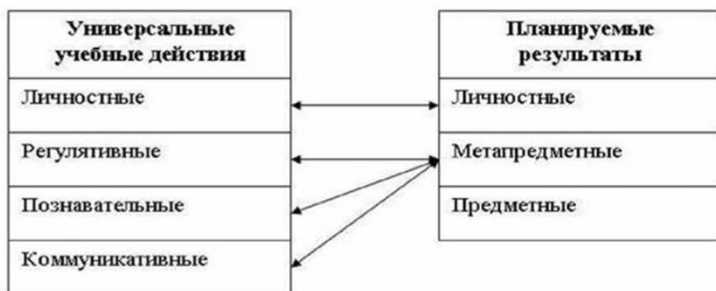 Универсальные
учебные действия
Личностные
Регулятивные
Познавательные
Коммуникативные
Планируемые
результаты
Личностные
Метапредметные
Предметные